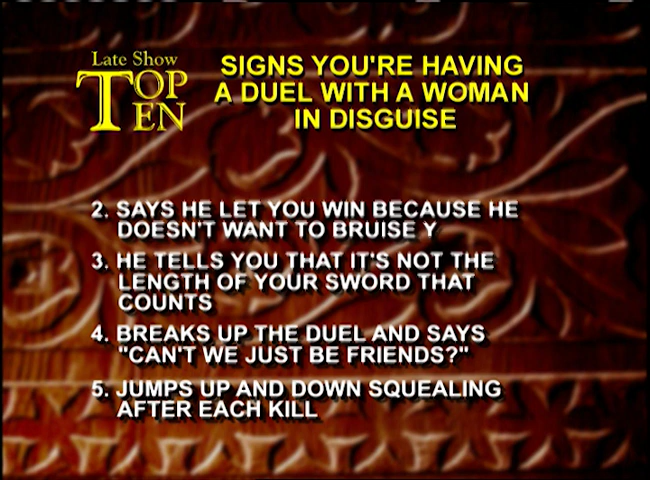 Late Show
TOP
TEN
SIGNS YOU'RE HAVING
A DUEL WITH A WOMAN
IN DISGUISE
2. SAYS HE LET YOU WIN BECAUSE HE
DOESN'T WANT TO BRUISE Y
3. HE TELLS YOU THAT IT'S NOT THE
LENGTH OF YOUR SWORD THAT
COUNTS
4. BREAKS UP THE DUEL AND SAYS
"CAN'T WE JUST BE FRIENDS?"
5. JUMPS UP AND DOWN SQUEALING
AFTER EACH KILL